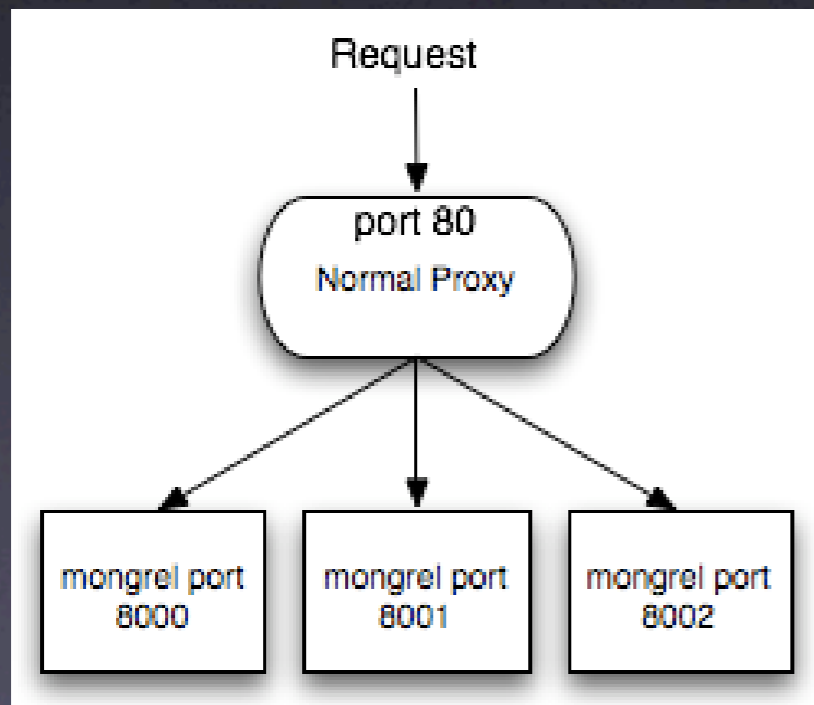 Request
port 80
Normal Proxy
mongrel port
8000
mongrel port
8001
mongrel port
8002